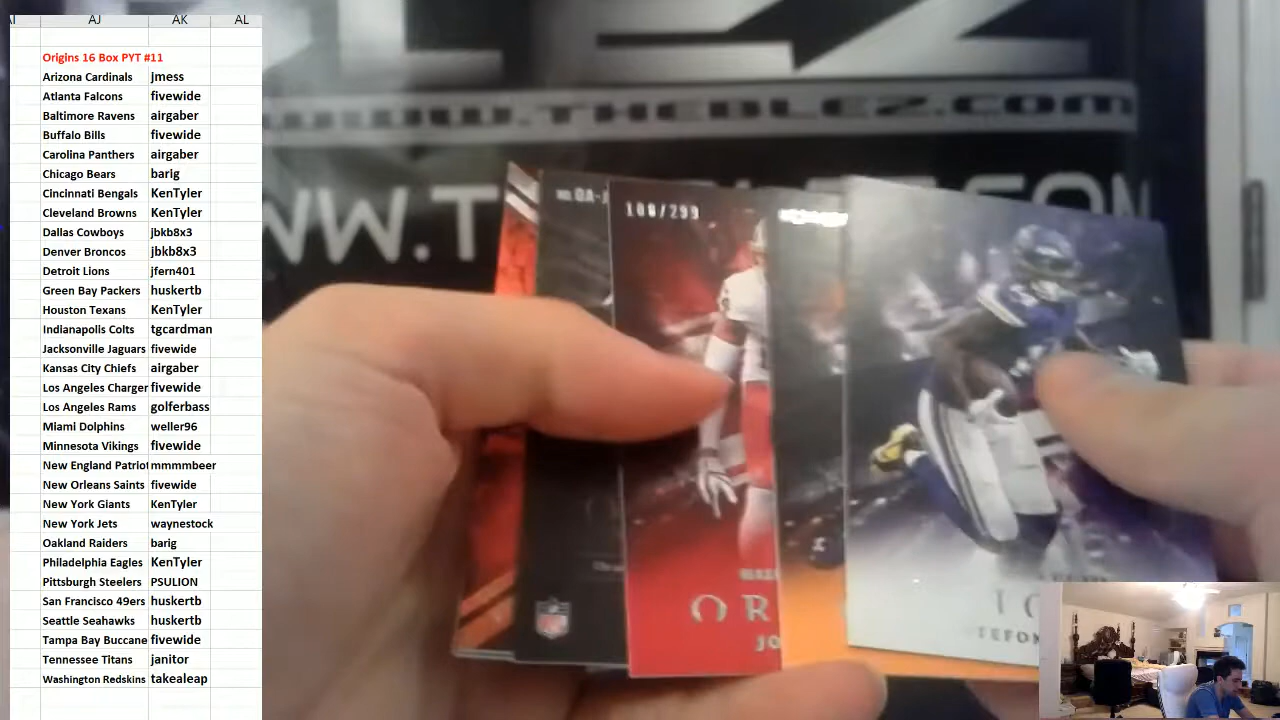 AJ AK AL
Origins 16 Box PYT #11
Arizona Cardinals jmess
Atlanta Falcons fivewide
Baltimore Ravens airgaber
Buffalo Bills fivewide
Carolina Panthers airgaber
Chicago Bears barig
Cincinnati Bengals KenTyler
Cleveland Browns KenTyler
Dallas Cowboys jbkb8x3
Denver Broncos jbkb8x3
Detroit Lions jfern401
Green Bay Packers huskertb
Houston Texans KenTyler
Indianapolis Colts tgcardman
Jacksonville Jaguars fivewide
Kansas City Chiefs airgaber
Los Angeles Charger fivewide
Los Angeles Rams golferbass
Miami Dolphins weller96
Minnesota Vikings fivewide
New England Patriot mmmmbeer
New Orleans Saints fivewide
New York Giants KenTyler
New York Jets waynestock
Oakland Raiders barig
Philadelphia Eagles KenTyler
Pittsburgh Steelers PSULION
San Francisco 49ers huskertb
Seattle Seahawks huskertb
Tampa Bay Buccane fivewide
Tennessee Titans janitor
Washington Redskins takealeap
WWW.THEBLEZ.COM
NFL
OR
JO